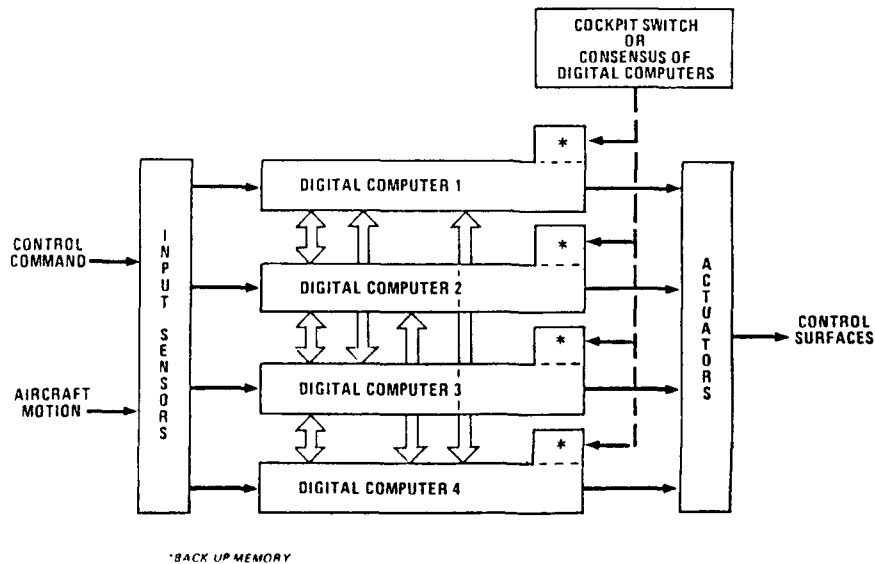 COCKPIT SWITCH
OR
CONSENSUS OF
DIGITAL COMPUTERS
*
DIGITAL COMPUTER 1
CONTROL
COMMAND
INPUT SENSORS
*
DIGITAL COMPUTER 2
ACTUATORS
CONTROL
SURFACES
*
DIGITAL COMPUTER 3
AIRCRAFT
MOTION
*
DIGITAL COMPUTER 4
*BACK UP MEMORY